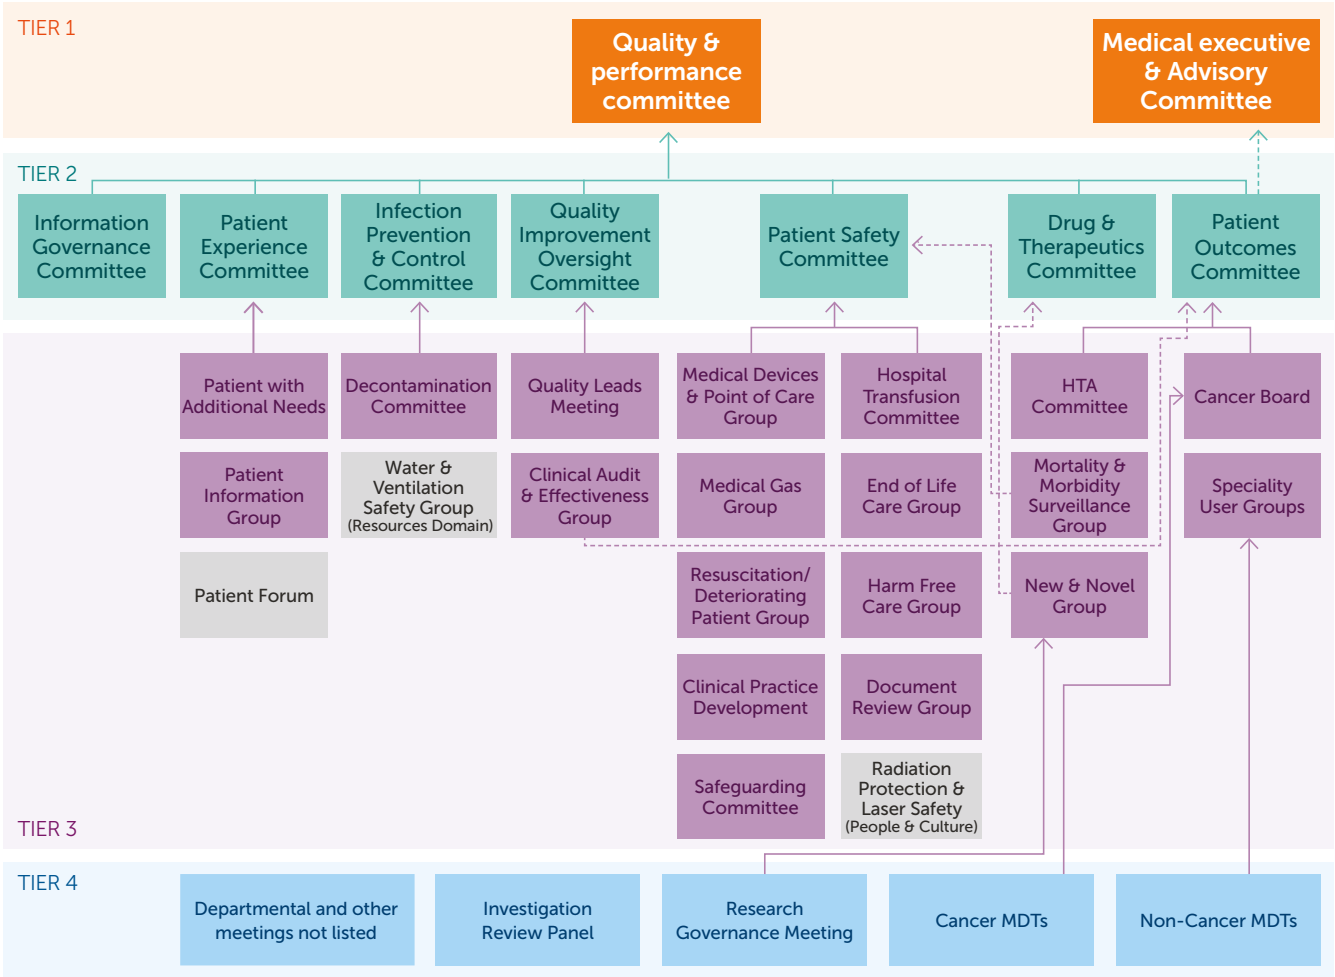 TIER 1
Quality &
performance
committee
Medical executive
& Advisory
Committee
TIER 2
Information
Governance
Committee
Patient
Experience
Committee
Infection
Prevention
& Control
Committee
Quality
Improvement
Oversight
Committee
Patient Safety
Committee
Drug &
Therapeutics
Committee
Patient
Outcomes
Committee
Patient with
Additional Needs
Decontamination
Committee
Quality Leads
Meeting
Medical Devices
& Point of Care
Group
Hospital
Transfusion
Committee
HTA
Committee
Cancer Board
Patient
Information
Group
Water &
Ventilation
Safety Group
(Resources Domain)
Clinical Audit
& Effectiveness
Group
Medical Gas
Group
End of Life
Care Group
Mortality &
Morbidity
Surveillance
Group
Speciality
User Groups
Patient Forum
Resuscitation/
Deteriorating
Patient Group
Harm Free
Care Group
New & Novel
Group
Clinical Practice
Development
Document
Review Group
Safeguarding
Committee
Radiation
Protection &
Laser Safety
(People & Culture)
TIER 3
TIER 4
Departmental and other
meetings not listed
Investigation
Review Panel
Research
Governance Meeting
Cancer MDTs
Non-Cancer MDTs